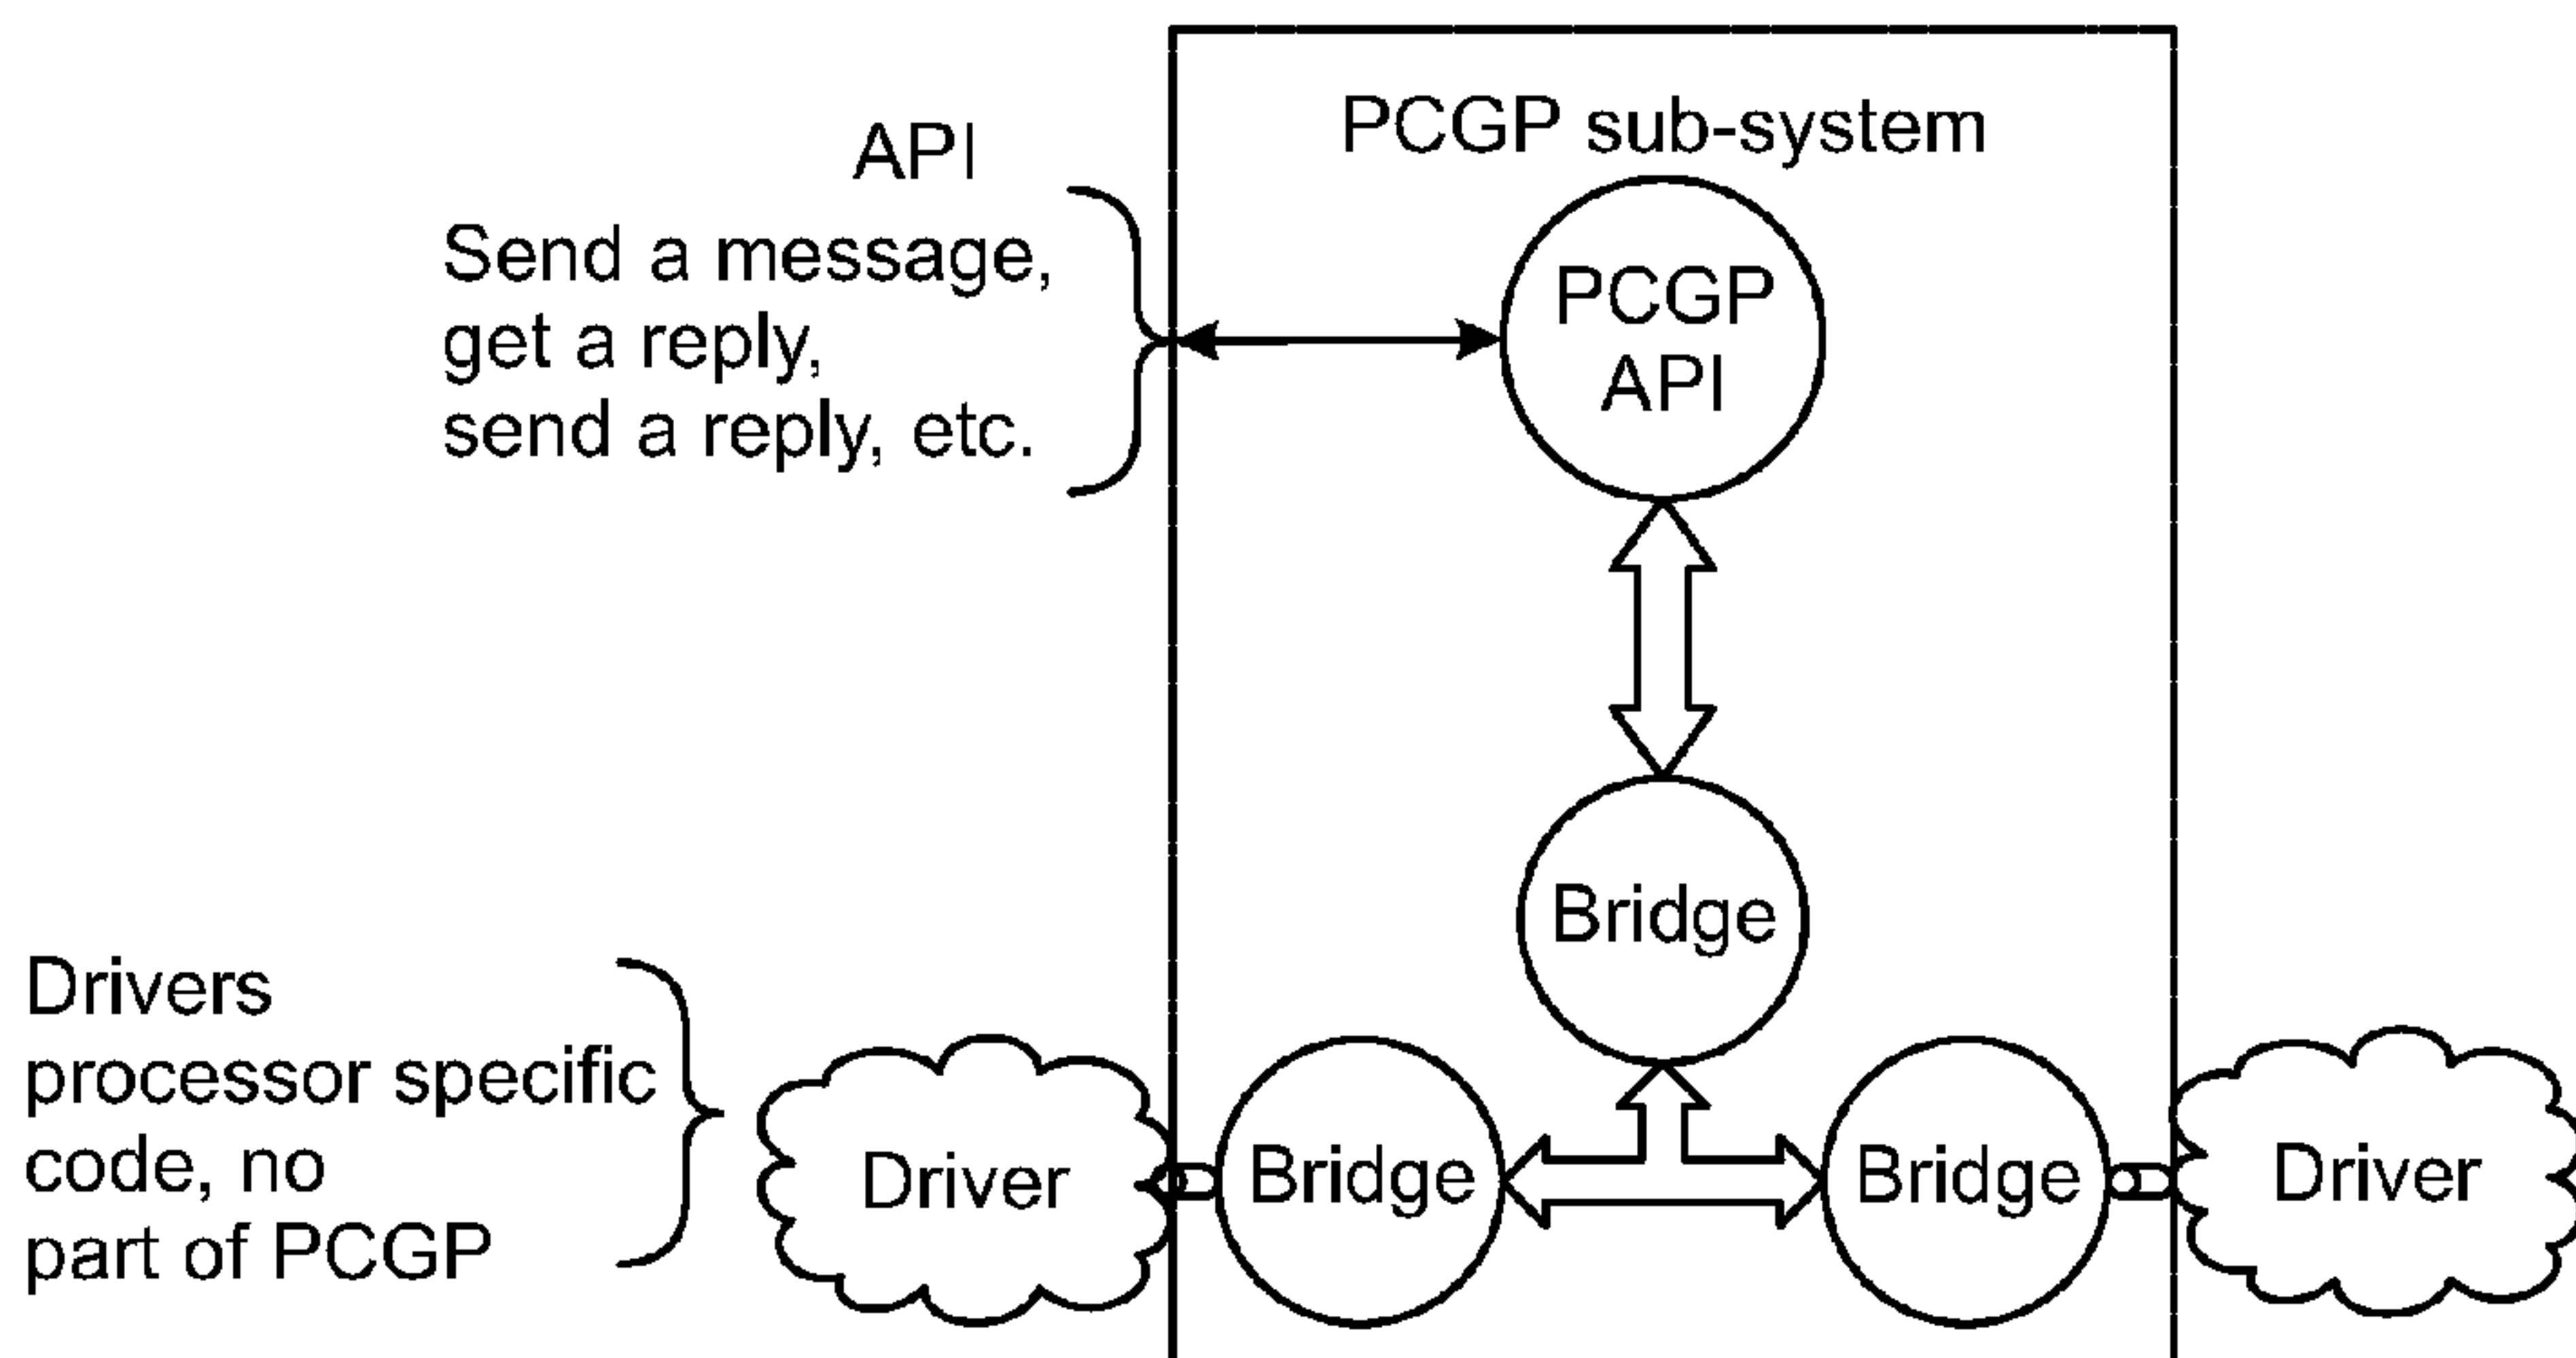 PCGP sub-system
API
Send a message,
get a reply,
send a reply, etc.
PCGP
API
Bridge
Drivers
processor specific
code, no
part of PCGP
Driver
Bridge
Bridge
Driver